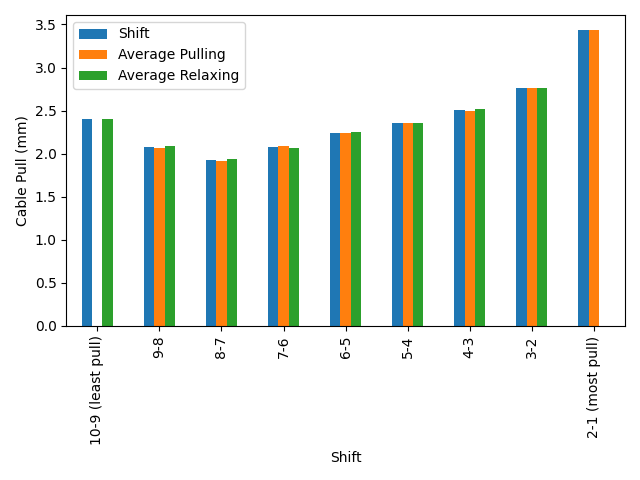 Shift
Average Pulling
Average Relaxing
3.5
3.0
2.5
2.0
1.5
1.0
0.5
0.0
Cable Pull (mm)
10-9 (least pull)
9-8
8-7
7-6
6-5
5-4
4-3
3-2
2-1 (most pull)
Shift